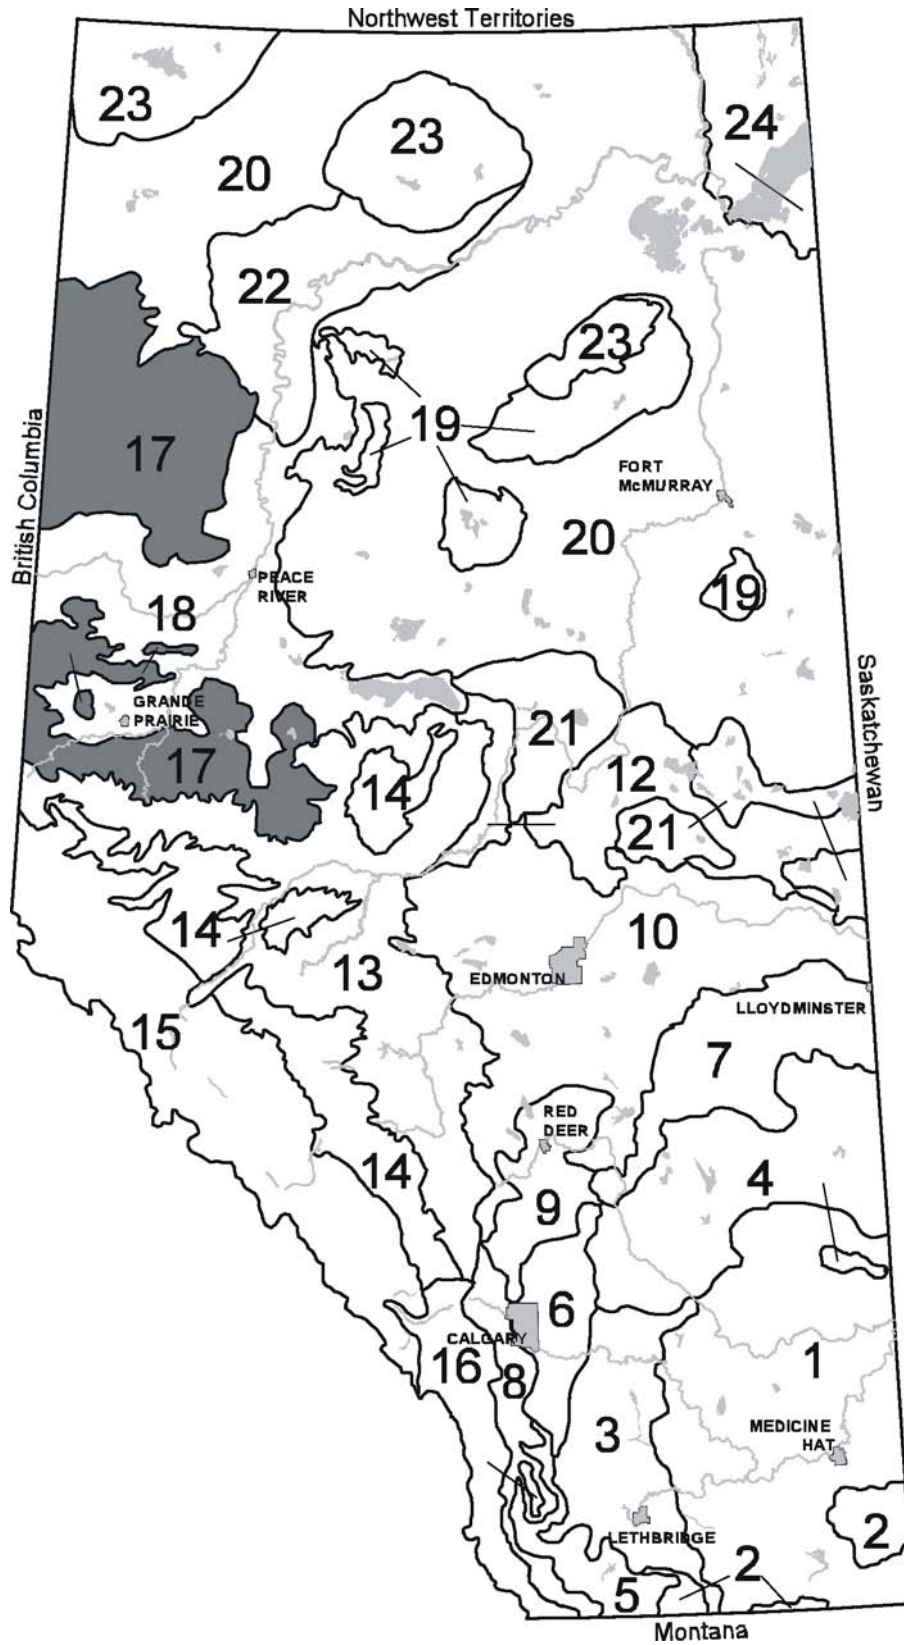 Northwest Territories
23
23
24
20
22
23
17
19
FORT
McMURRAY
British Columbia
20
PEACE
RIVER
19
18
Saskatchewan
GRANDE
PRAIRIE
21
17
14
12
21
14
10
13
EDMONTON
LLOYDMINSTER
15
7
RED
DEER
14
4
9
6
CALGARY
16
8
1
3
MEDICINE
HAT
LETHBRIDGE
2
2
5
Montana